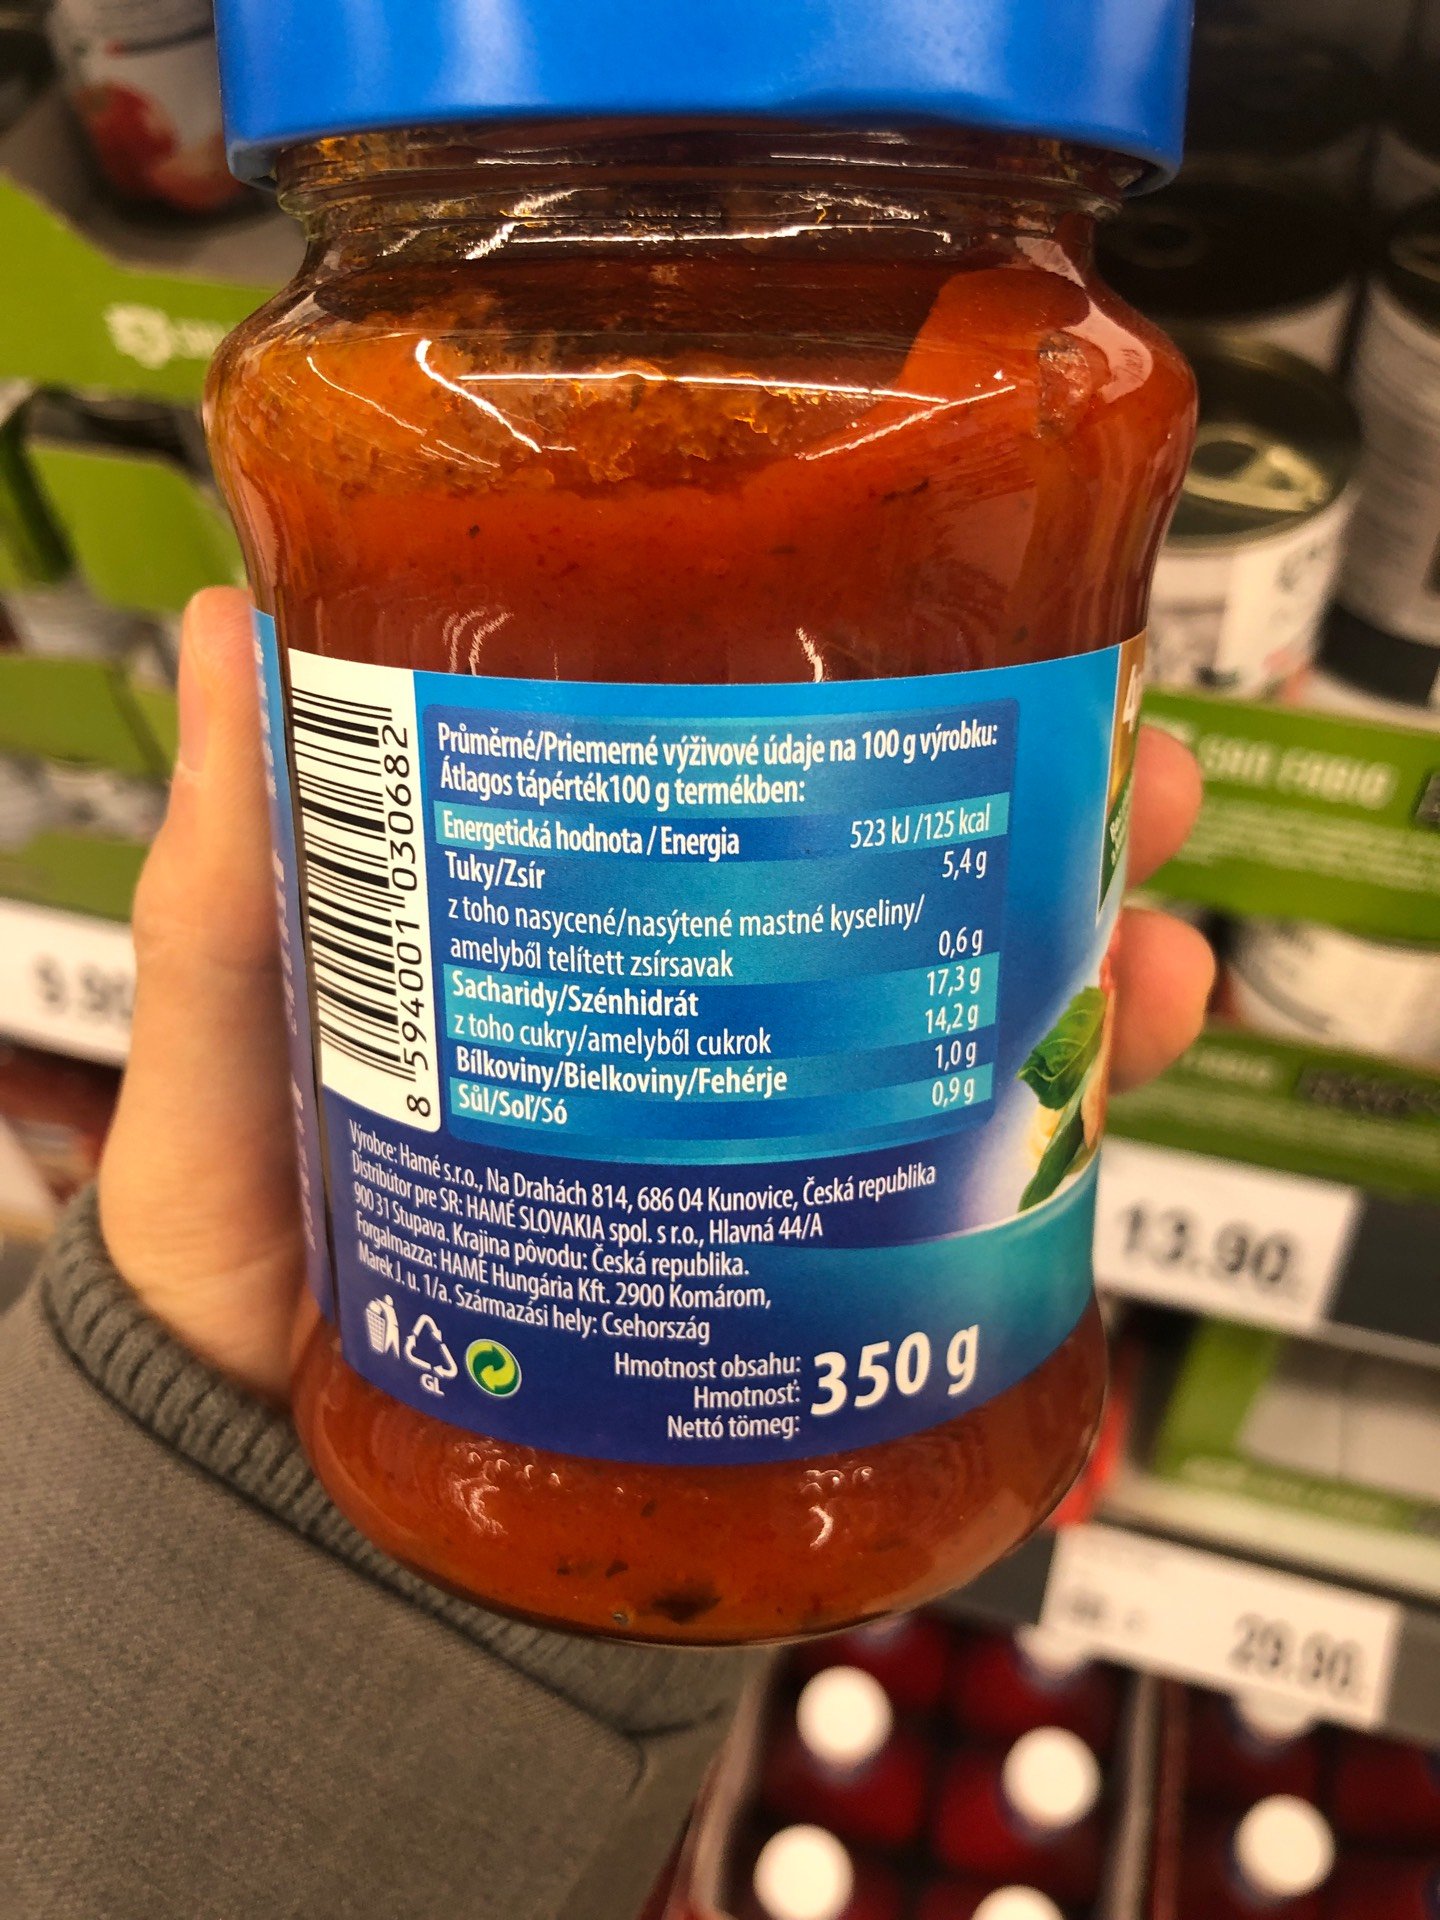 Průměrné/Priemerné výživové údaje na 100 g výrobku:
Átlagos tápérték100 g termékben:
Energetická hodnota / Energia 523 kJ /125 kcal
Tuky/Zsír 5,4 g
z toho nasycené/nasýtené mastné kyseliny/
amelyből telített zsírsavak 0,6 g
Sacharidy/Szénhidrát 17,3 g
z toho cukry/amelyből cukrok 14,2 g
Bílkoviny/Bielkoviny/Fehérje 1,0 g
Sůl/Soľ/Só 0,9 g
8 594001 030682
Výrobce: Hamé s.r.o., Na Drahách 814, 686 04 Kunovice, Česká republika
Distribútor pre SR: HAMÉ SLOVAKIA spol. s r.o., Hlavná 44/A
900 31 Stupava. Krajina pôvodu: Česká republika.
Forgalmazza: HAMÉ Hungária Kft. 2900 Komárom,
Marek J. u. 1/a. Származási hely: Csehország
GL
Hmotnost obsahu:
Hmotnosť: 350 g
Nettó tömeg:
13.90
29.90